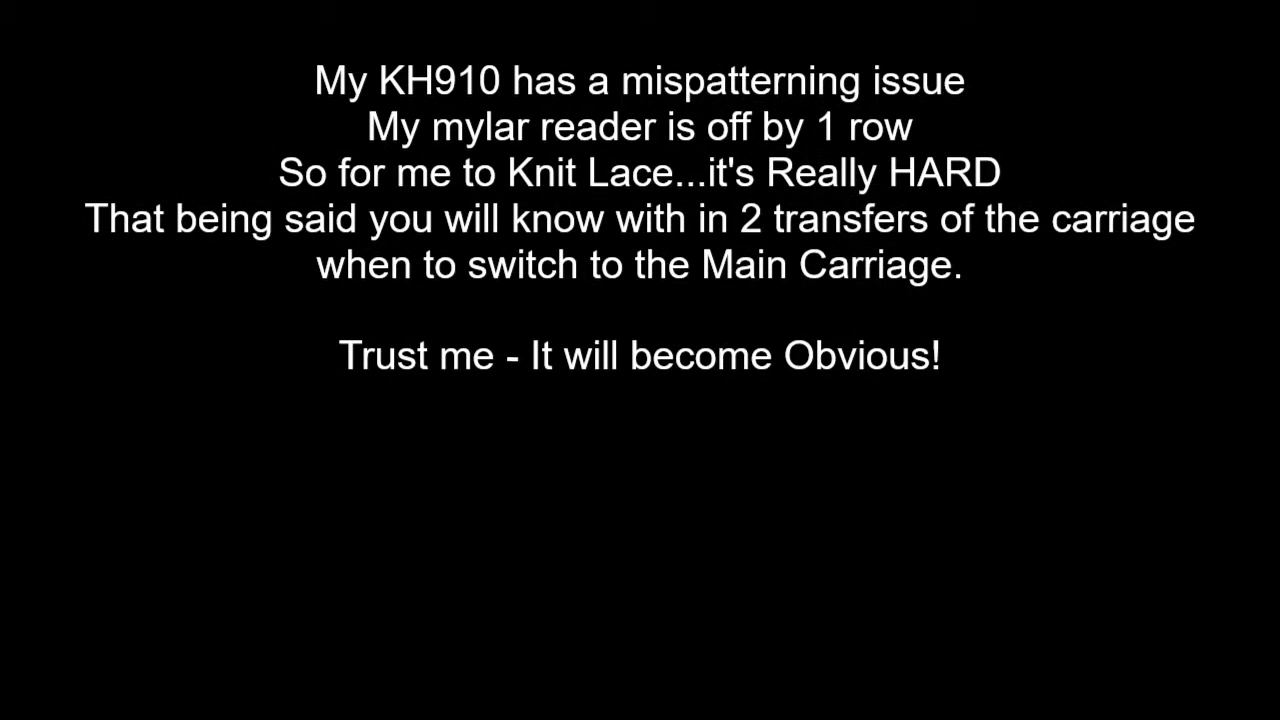 My KH910 has a mispatterning issue
My mylar reader is off by 1 row
So for me to Knit Lace...it's Really HARD
That being said you will know with in 2 transfers of the carriage
when to switch to the Main Carriage.
Trust me - It will become Obvious!